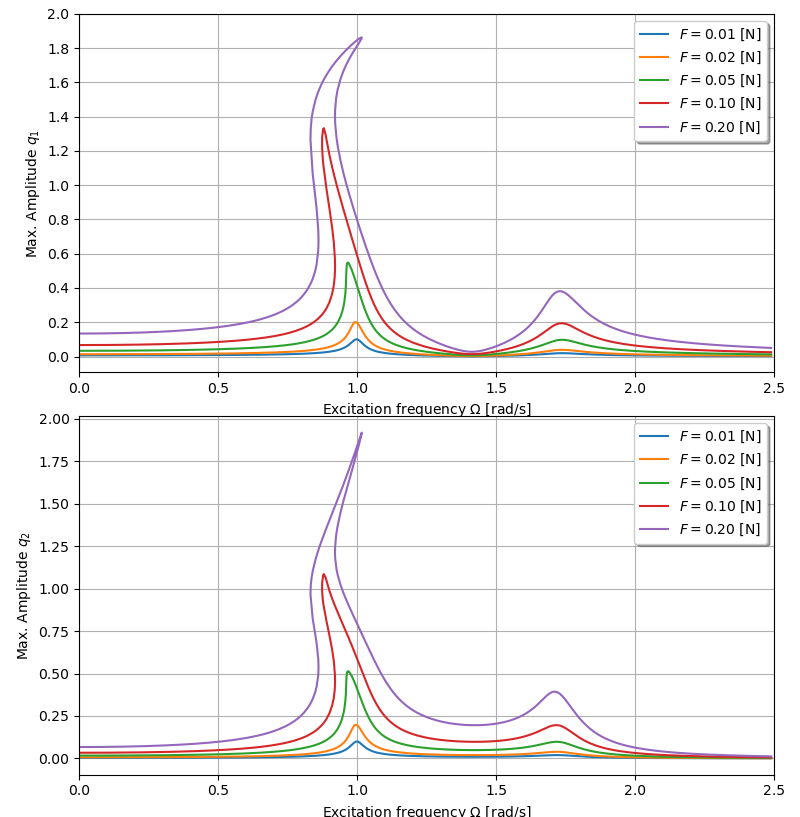 2.0
1.8
1.6
1.4
1.2
1.0
0.8
0.6
0.4
0.2
0.0
Max. Amplitude q₁
F = 0.01 [N]
F = 0.02 [N]
F = 0.05 [N]
F = 0.10 [N]
F = 0.20 [N]
0.0 0.5 1.0 1.5 2.0 2.5
Excitation frequency Ω [rad/s]
2.00
1.75
1.50
1.25
1.00
0.75
0.50
0.25
0.00
Max. Amplitude q₂
F = 0.01 [N]
F = 0.02 [N]
F = 0.05 [N]
F = 0.10 [N]
F = 0.20 [N]
0.0 0.5 1.0 1.5 2.0 2.5
Excitation frequency Ω [rad/s]